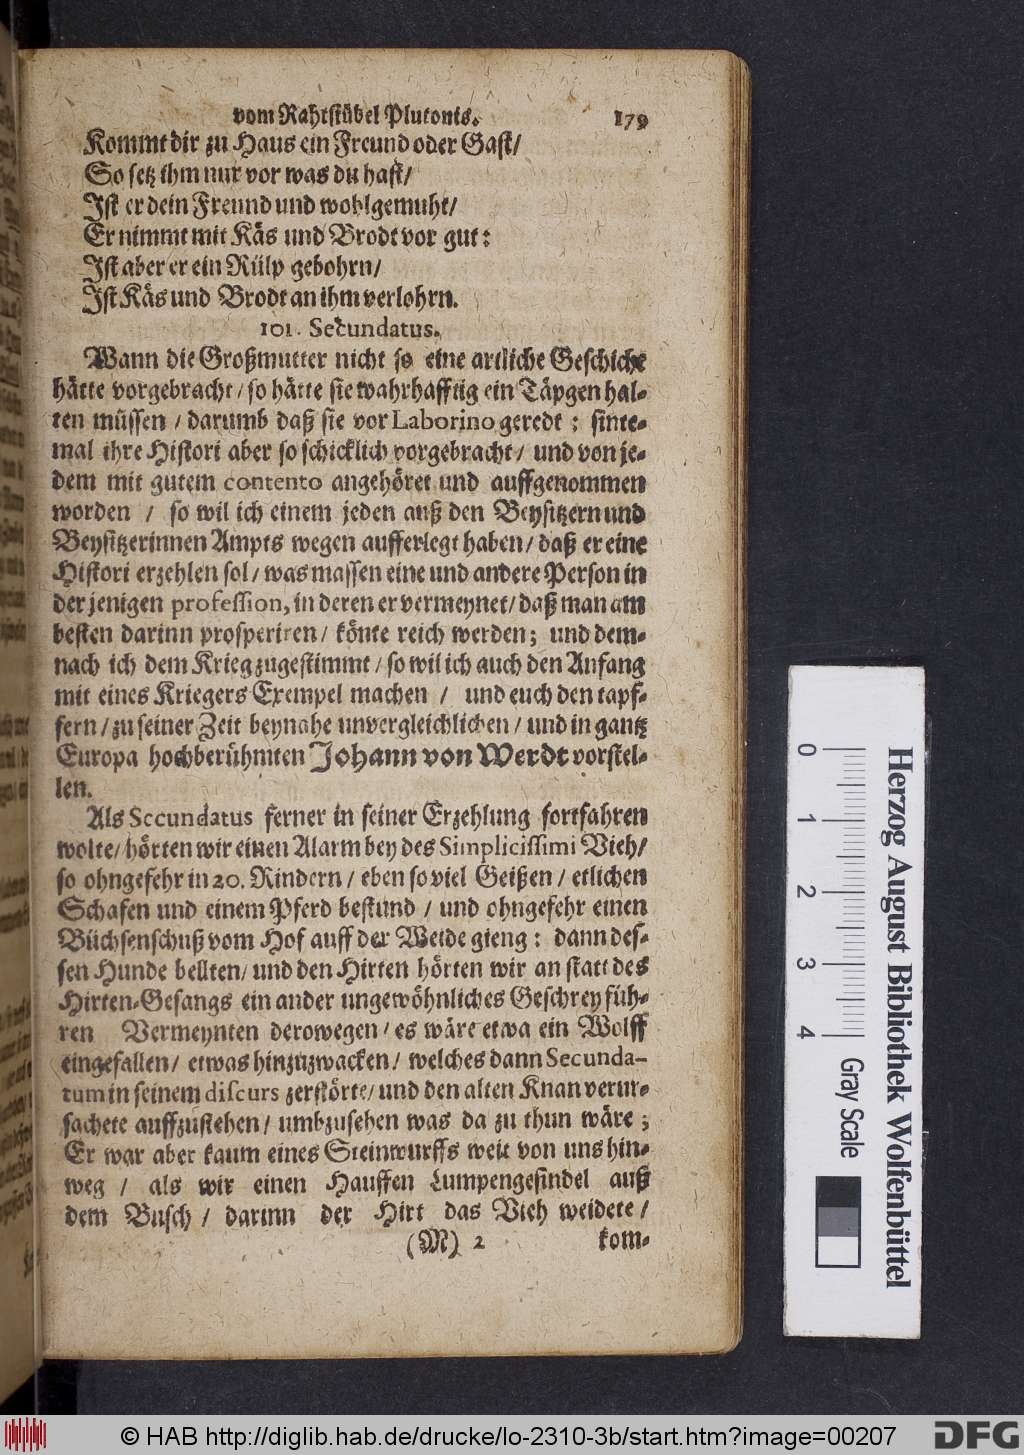 vom Rahtstübel Plutonis. 179
Kommt dir zu Haus ein Freund oder Gast/
So setz ihm nur vor was du hast/
Ist er dein Freund und wohlgemuht/
Er nimmt mit Käs und Brodt vor gut:
Ist aber er ein Rülp gebohrn/
Ist Käs und Brodt an ihm verlohrn.
101. Secundatus.
Wann die Großmutter nicht so eine artliche Geschicht
hätte vorgebracht/ so hätte sie wahrhafftig ein Täpgen hal-
ten müssen / darumb daß sie vor Laborino geredt : sinte-
mal ihre Histori aber so schicklich vorgebracht/ und von je-
dem mit gutem contento angehöret und auffgenommen
worden / so wil ich einem jeden auß den Beysitzern und
Beysitzerinnen Ampts wegen aufferlegt haben/ daß er eine
Histori erzehlen sol/ was massen eine und andere Person in
der jenigen profession, in deren er vermeynet/ daß man am
besten darinn prosperiren/ könte reich werden; und dem-
nach ich dem Krieg zugestimmt/ so wil ich auch den Anfang
mit eines Kriegers Exempel machen / und euch den tapf-
fern/ zu seiner Zeit beynahe unvergleichlichen/ und in gantz
Europa hochberühmten Johann von Werdt vorstel-
len.
Als Secundatus ferner in seiner Erzehlung fortfahren
wolte/ hörten wir einen Alarm bey des Simplicissimi Vieh/
so ohngefehr in 20. Rindern/ eben so viel Geißen/ etlichen
Schafen und einem Pferd bestund / und ohngefehr einen
Büchsenschuß vom Hof auff der Weide gieng : dann des-
sen Hunde bellten/ und den Hirten hörten wir an statt des
Hirten-Gesangs ein ander ungewöhnliches Geschrey füh-
ren Vermeynten derowegen/ es wäre etwa ein Wolff
eingefallen/ etwas hinzuzwacken/ welches dann Secunda-
tum in seinem discurs zerstörte/ und den alten Knan verur-
sachete auffzustehen/ umbzusehen was da zu thun wäre;
Er war aber kaum eines Steinwurffs weit von uns hin-
weg / als wir einen Hauffen Lumpengesindel auß
dem Busch/ darinn der Hirt das Vieh weidete/
(M) 2 kom-
0 1 2 3 4
Gray Scale
Herzog August Bibliothek Wolfenbüttel
© HAB http://diglib.hab.de/drucke/lo-2310-3b/start.htm?image=00207
DFG